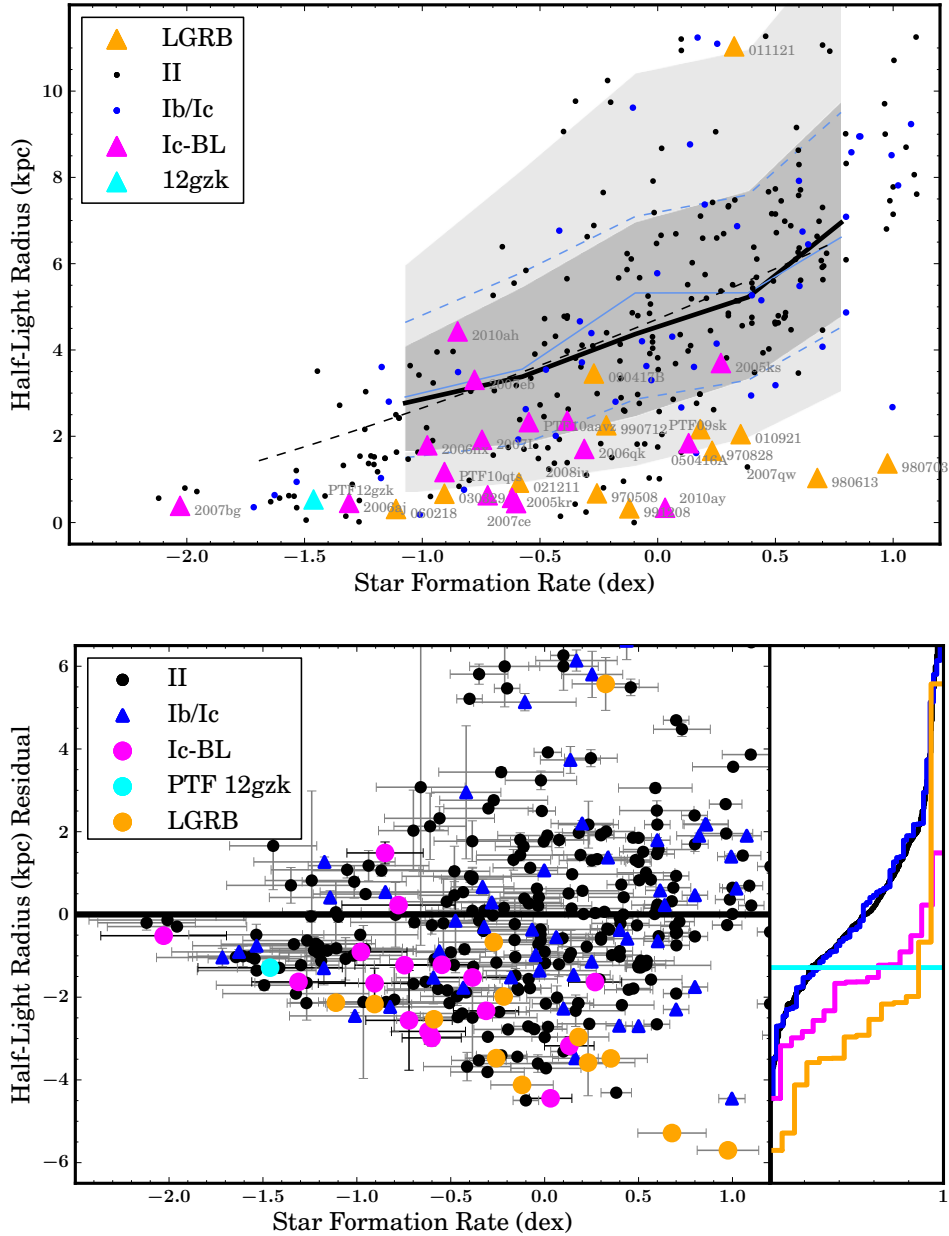 LGRB
II
Ib/Ic
Ic-BL
12gzk
Half-Light Radius (kpc)
10
8
6
4
2
0
011121
2010ah
2007eb
080417B
2005ks
PTF10aavz
990712
PTF09sk
010921
2006nx
2006qk
050416A
970828
2007qw
980703
980613
PTF10qts
2008iu
021211
PTF12gzk
2007bg
2006aj
060218
030329
2005kr
2007ce
970508
991208
2010ay
−2.0
−1.5
−1.0
−0.5
0.0
0.5
1.0
Star Formation Rate (dex)
Half-Light Radius (kpc) Residual
II
Ib/Ic
Ic-BL
PTF 12gzk
LGRB
6
4
2
0
−2
−4
−6
−2.0
−1.5
−1.0
−0.5
0.0
0.5
1.0
1
Star Formation Rate (dex)